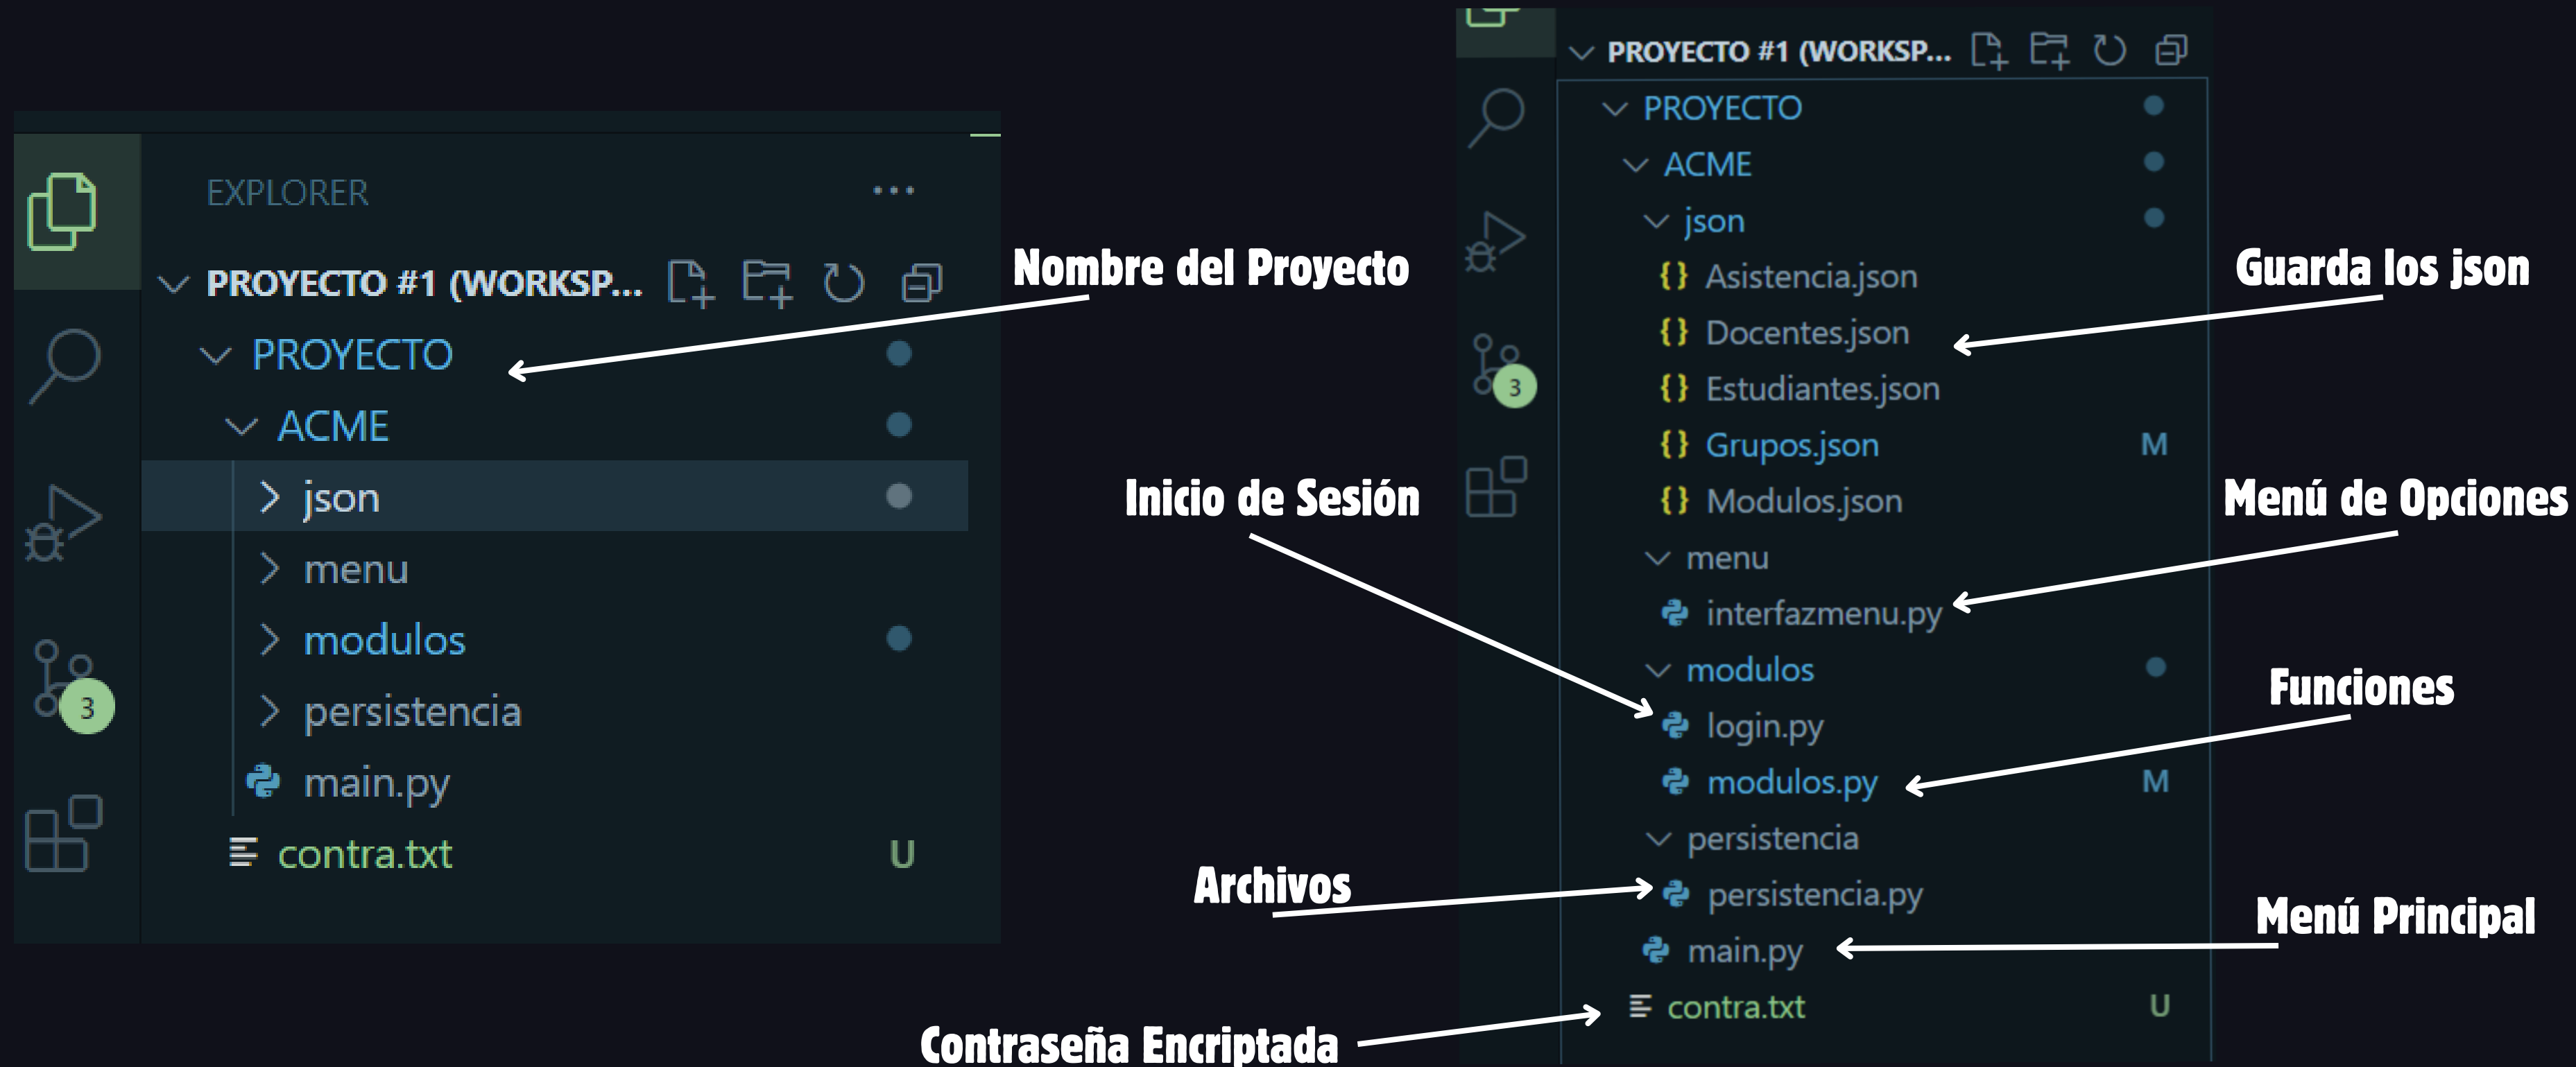 EXPLORER
PROYECTO #1 (WORKSP...
PROYECTO
ACME
json
menu
modulos
persistencia
main.py
contra.txt U
3
Nombre del Proyecto
Inicio de Sesión
Archivos
Contraseña Encriptada
PROYECTO #1 (WORKSP...
PROYECTO
ACME
json
Asistencia.json
Docentes.json
Estudiantes.json
Grupos.json M
Modulos.json
menu
interfazmenu.py
modulos
login.py
modulos.py M
persistencia
persistencia.py
main.py
contra.txt U
3
Guarda los json
Menú de Opciones
Funciones
Menú Principal